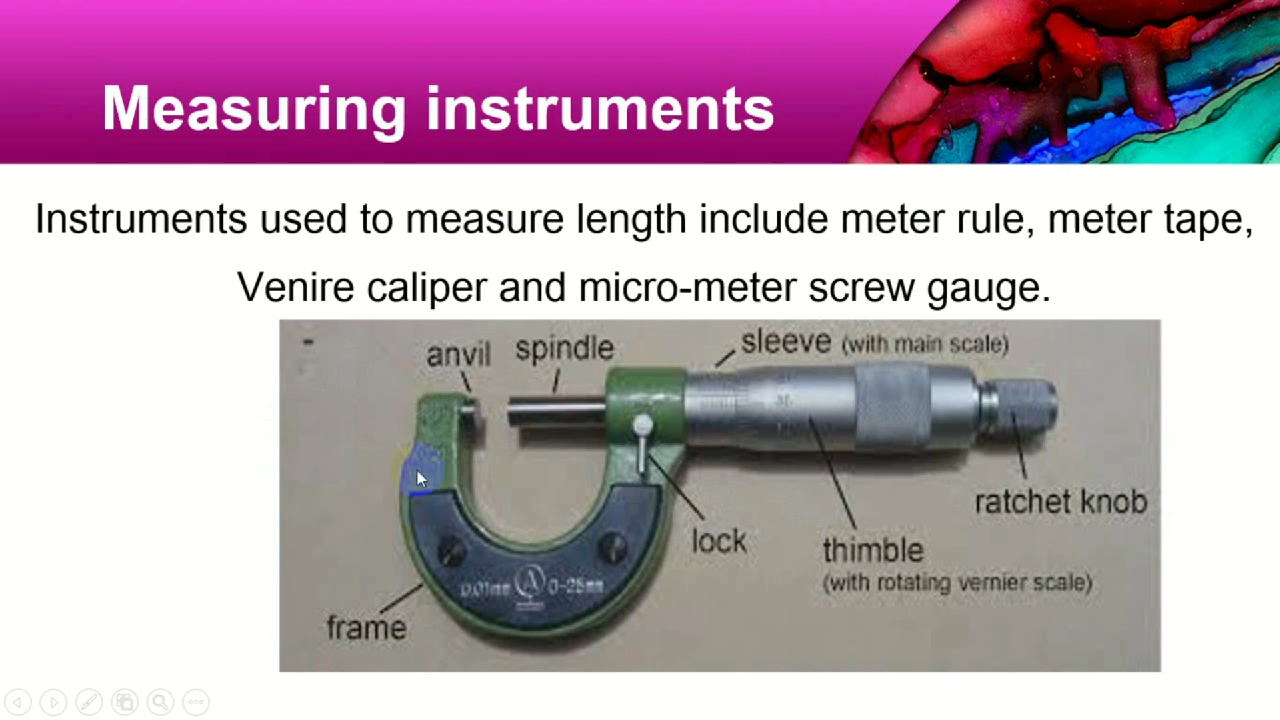 Measuring instruments
Instruments used to measure length include meter rule, meter tape,
Venire caliper and micro-meter screw gauge.
anvil
spindle
sleeve (with main scale)
ratchet knob
lock
thimble
(with rotating vernier scale)
0.01mm A 0-25mm
frame